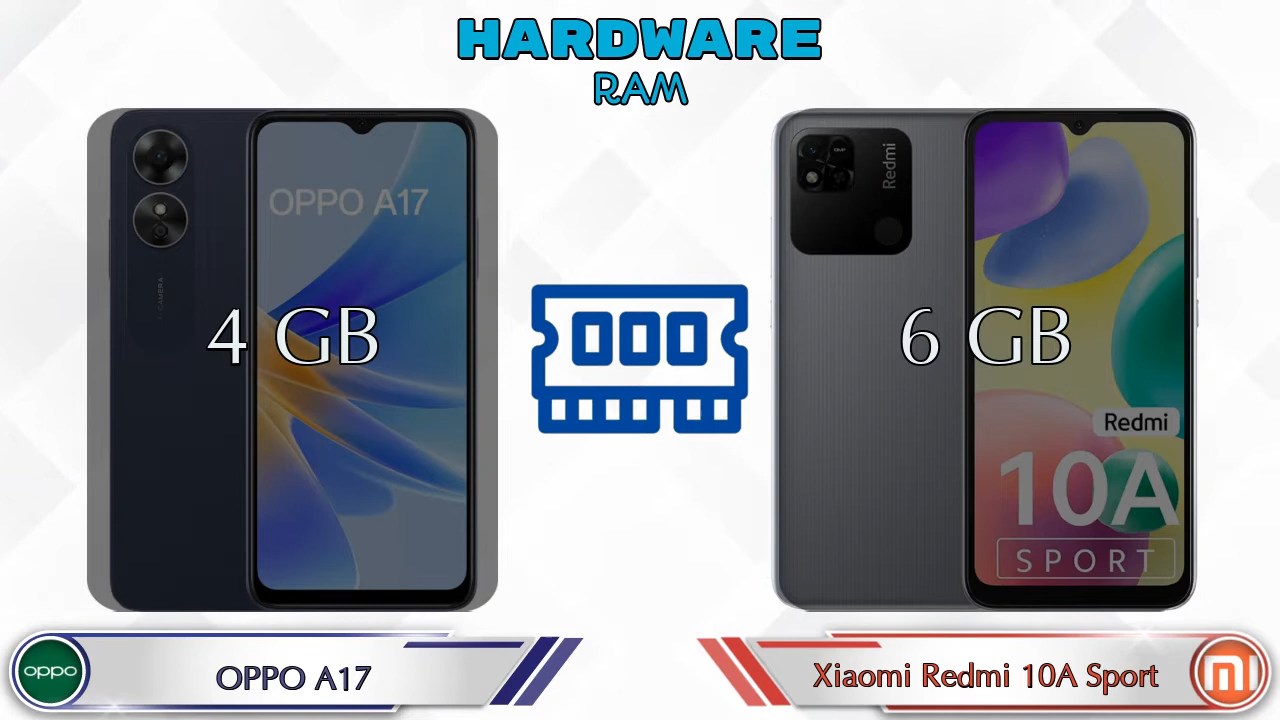 HARDWARE
RAM
OPPO A17
4 GB
Redmi
6 GB
Redmi
10A
SPORT
oppo
OPPO A17
Xiaomi Redmi 10A Sport
mi